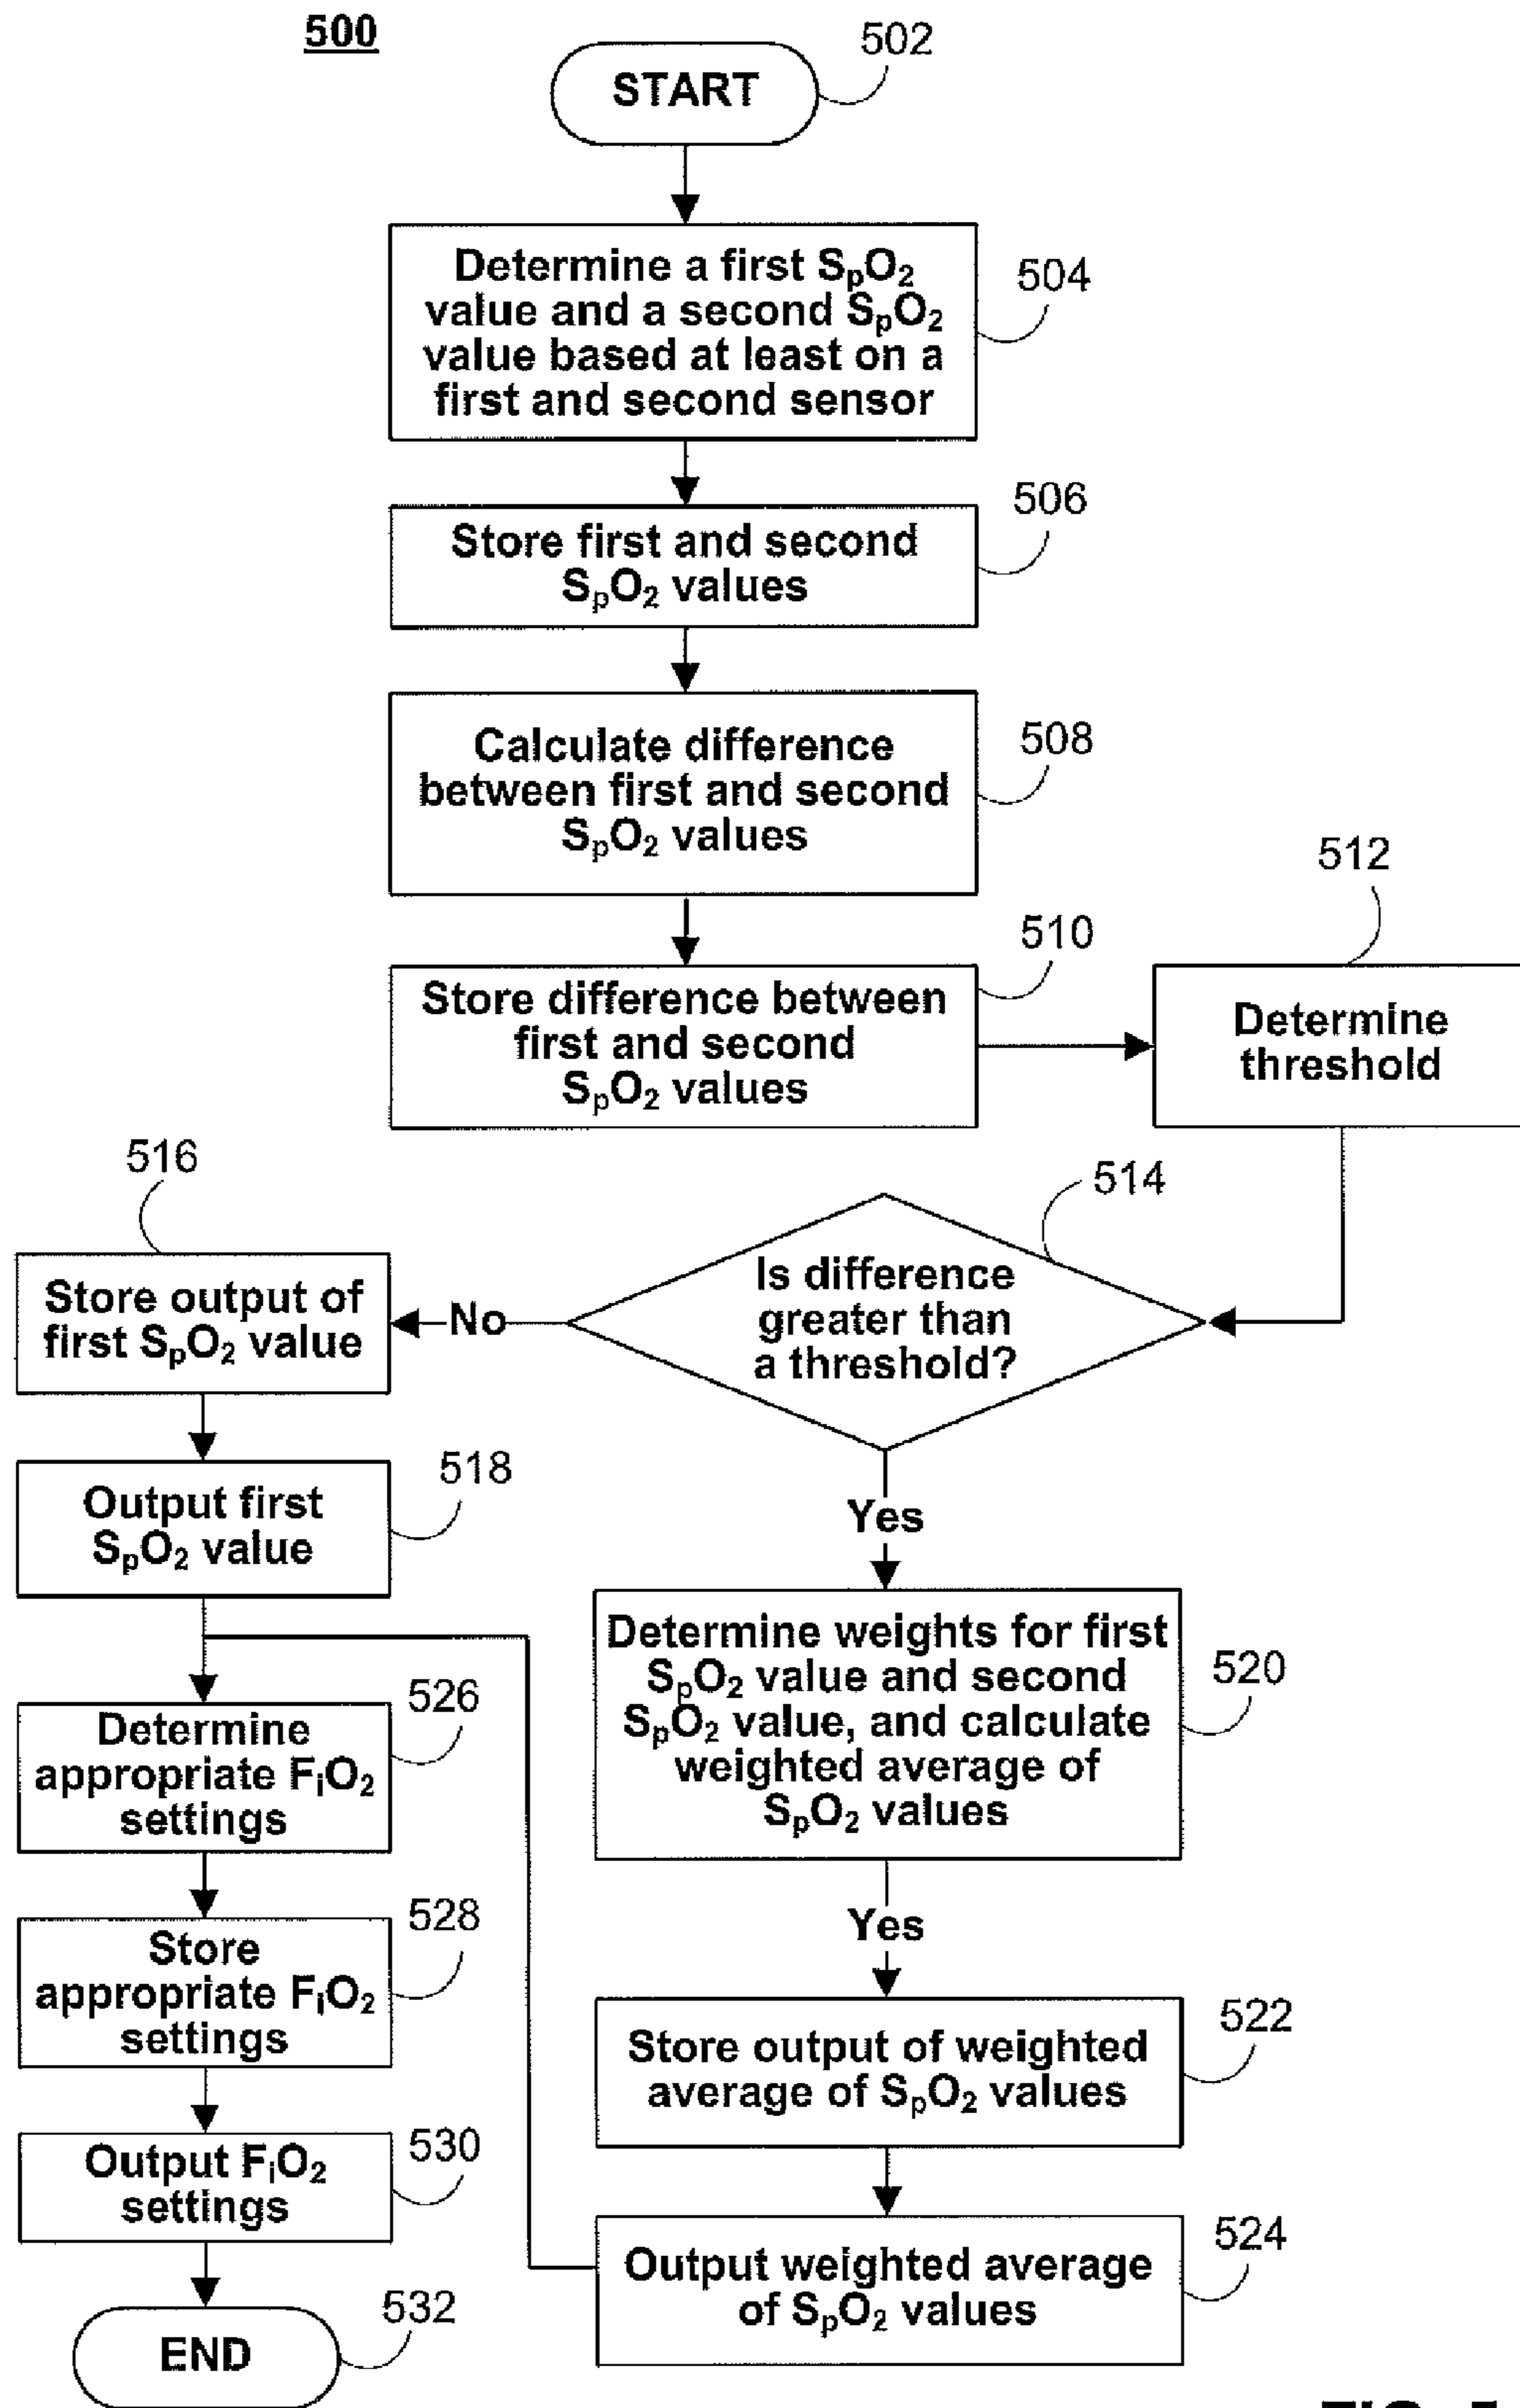 500
START
502
Determine a first SpO2
value and a second SpO2
value based at least on a
first and second sensor
504
Store first and second
SpO2 values
506
Calculate difference
between first and second
SpO2 values
508
Store difference between
first and second
SpO2 values
510
Determine
threshold
512
Is difference
greater than
a threshold?
514
No
Store output of
first SpO2 value
516
Output first
SpO2 value
518
Yes
Determine weights for first
SpO2 value and second
SpO2 value, and calculate
weighted average of
SpO2 values
520
Yes
Store output of weighted
average of SpO2 values
522
Output weighted average
of SpO2 values
524
Determine
appropriate FiO2
settings
526
Store
appropriate FiO2
settings
528
Output FiO2
settings
530
END
532